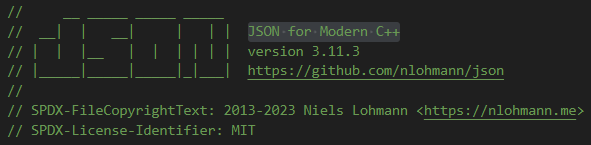 //     __ _____ _____ _____
//  __|  |   __|     |   | |  JSON for Modern C++
// |  |  |__   |  |  | | | |  version 3.11.3
// |_____|_____|_____|_|___|  https://github.com/nlohmann/json
//
// SPDX-FileCopyrightText: 2013-2023 Niels Lohmann <https://nlohmann.me>
// SPDX-License-Identifier: MIT